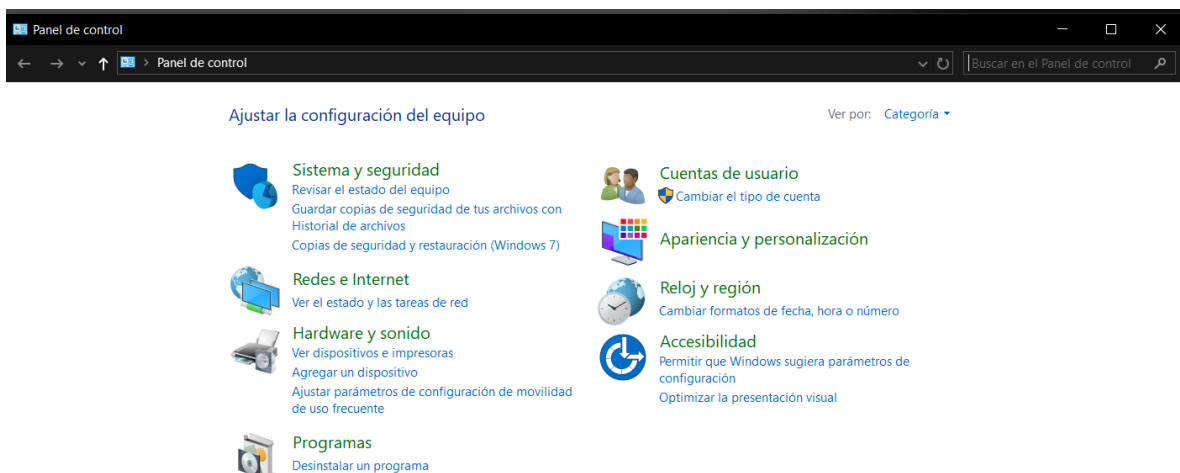 Panel de control
Panel de control
Buscar en el Panel de control
Ajustar la configuración del equipo
Ver por: Categoría
Sistema y seguridad
Revisar el estado del equipo
Guardar copias de seguridad de tus archivos con
Historial de archivos
Copias de seguridad y restauración (Windows 7)
Redes e Internet
Ver el estado y las tareas de red
Hardware y sonido
Ver dispositivos e impresoras
Agregar un dispositivo
Ajustar parámetros de configuración de movilidad
de uso frecuente
Programas
Desinstalar un programa
Cuentas de usuario
Cambiar el tipo de cuenta
Apariencia y personalización
Reloj y región
Cambiar formatos de fecha, hora o número
Accesibilidad
Permitir que Windows sugiera parámetros de
configuración
Optimizar la presentación visual